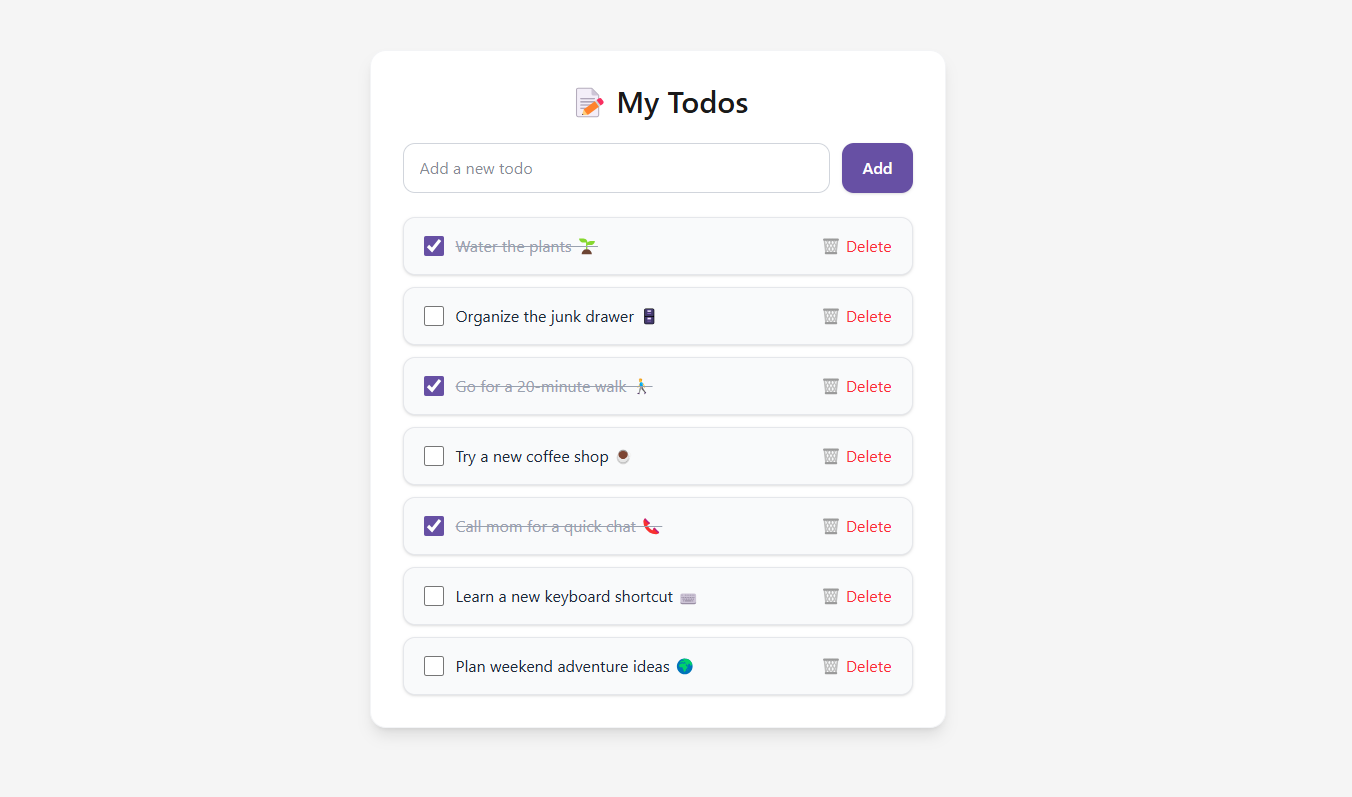 📝 My Todos
Add a new todo
Add
Water the plants 🌱
🗑️ Delete
Organize the junk drawer 🗄️
🗑️ Delete
Go for a 20-minute walk 🚶
🗑️ Delete
Try a new coffee shop ☕
🗑️ Delete
Call mom for a quick chat 📞
🗑️ Delete
Learn a new keyboard shortcut ⌨️
🗑️ Delete
Plan weekend adventure ideas 🌍
🗑️ Delete